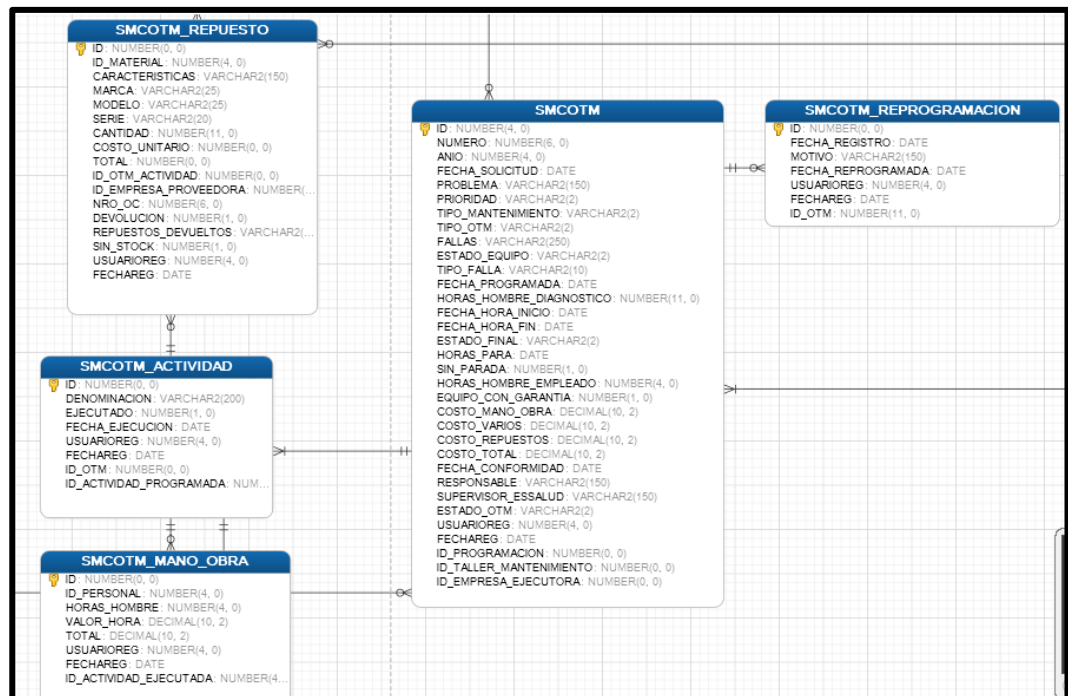 SMCOTM_REPUESTO
ID: NUMBER(0, 0)
ID_MATERIAL: NUMBER(4, 0)
CARACTERISTICAS: VARCHAR2(150)
MARCA: VARCHAR2(25)
MODELO: VARCHAR2(25)
SERIE: VARCHAR2(20)
CANTIDAD: NUMBER(11, 0)
COSTO_UNITARIO: NUMBER(0, 0)
TOTAL: NUMBER(0, 0)
ID_OTM_ACTIVIDAD: NUMBER(0, 0)
ID_EMPRESA_PROVEEDORA: NUMBER(...
NRO_OC: NUMBER(6, 0)
DEVOLUCION: NUMBER(1, 0)
REPUESTOS_DEVUELTOS: VARCHAR2(...
SIN_STOCK: NUMBER(1, 0)
USUARIOREG: NUMBER(4, 0)
FECHAREG: DATE
SMCOTM_ACTIVIDAD
ID: NUMBER(0, 0)
DENOMINACION: VARCHAR2(200)
EJECUTADO: NUMBER(1, 0)
FECHA_EJECUCION: DATE
USUARIOREG: NUMBER(4, 0)
FECHAREG: DATE
ID_OTM: NUMBER(0, 0)
ID_ACTIVIDAD_PROGRAMADA: NUM...
SMCOTM_MANO_OBRA
ID: NUMBER(0, 0)
ID_PERSONAL: NUMBER(4, 0)
HORAS_HOMBRE: NUMBER(4, 0)
VALOR_HORA: DECIMAL(10, 2)
TOTAL: DECIMAL(10, 2)
USUARIOREG: NUMBER(4, 0)
FECHAREG: DATE
ID_ACTIVIDAD_EJECUTADA: NUMBER(4...
SMCOTM
ID: NUMBER(4, 0)
NUMERO: NUMBER(6, 0)
ANIO: NUMBER(4, 0)
FECHA_SOLICITUD: DATE
PROBLEMA: VARCHAR2(150)
PRIORIDAD: VARCHAR2(2)
TIPO_MANTENIMIENTO: VARCHAR2(2)
TIPO_OTM: VARCHAR2(2)
FALLAS: VARCHAR2(250)
ESTADO_EQUIPO: VARCHAR2(2)
TIPO_FALLA: VARCHAR2(10)
FECHA_PROGRAMADA: DATE
HORAS_HOMBRE_DIAGNOSTICO: NUMBER(11, 0)
FECHA_HORA_INICIO: DATE
FECHA_HORA_FIN: DATE
ESTADO_FINAL: VARCHAR2(2)
HORAS_PARA: DATE
SIN_PARADA: NUMBER(1, 0)
HORAS_HOMBRE_EMPLEADO: NUMBER(4, 0)
EQUIPO_CON_GARANTIA: NUMBER(1, 0)
COSTO_MANO_OBRA: DECIMAL(10, 2)
COSTO_VARIOS: DECIMAL(10, 2)
COSTO_REPUESTOS: DECIMAL(10, 2)
COSTO_TOTAL: DECIMAL(10, 2)
FECHA_CONFORMIDAD: DATE
RESPONSABLE: VARCHAR2(150)
SUPERVISOR_ESSALUD: VARCHAR2(150)
ESTADO_OTM: VARCHAR2(2)
USUARIOREG: NUMBER(4, 0)
FECHAREG: DATE
ID_PROGRAMACION: NUMBER(0, 0)
ID_TALLER_MANTENIMIENTO: NUMBER(0, 0)
ID_EMPRESA_EJECUTORA: NUMBER(0, 0)
SMCOTM_REPROGRAMACION
ID: NUMBER(0, 0)
FECHA_REGISTRO: DATE
MOTIVO: VARCHAR2(150)
FECHA_REPROGRAMADA: DATE
USUARIOREG: NUMBER(4, 0)
FECHAREG: DATE
ID_OTM: NUMBER(11, 0)